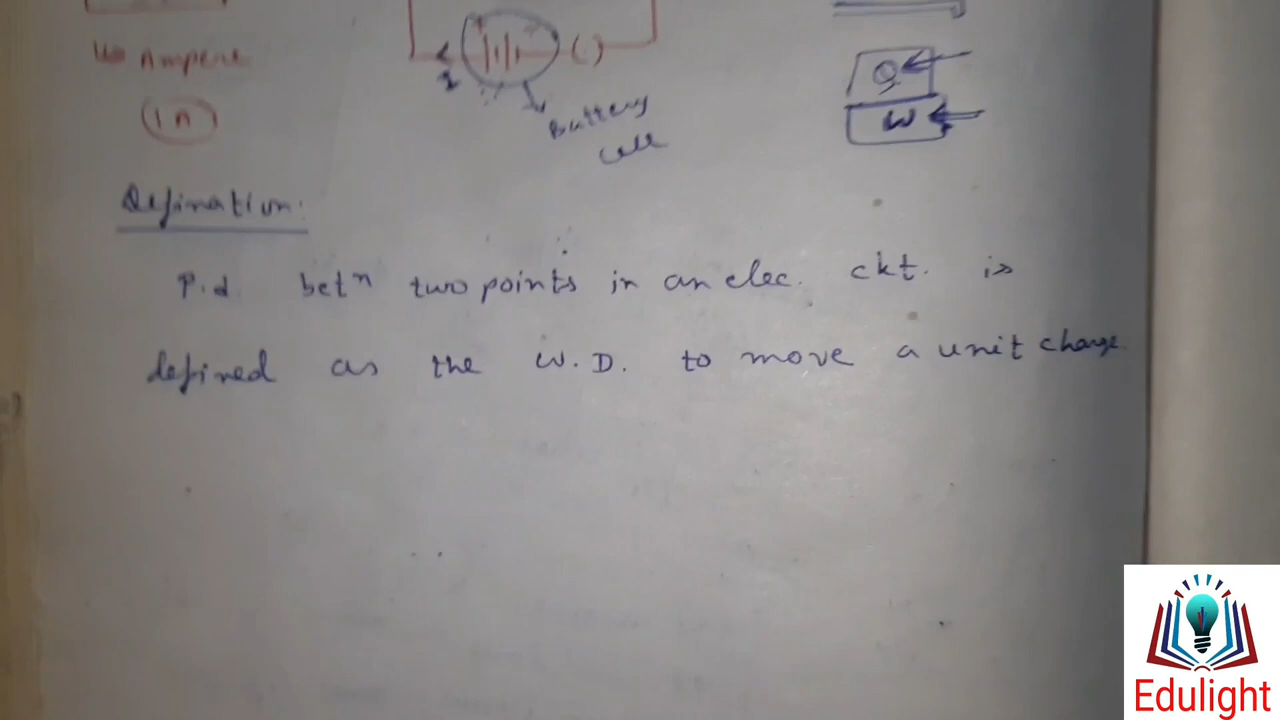 Ampere
(1A)
(-)
I
Battery
cell
Q
W
Defination:
P.d. betⁿ two points in an elec. ckt. is
defined as the W.D. to move a unit charge.
Edulight